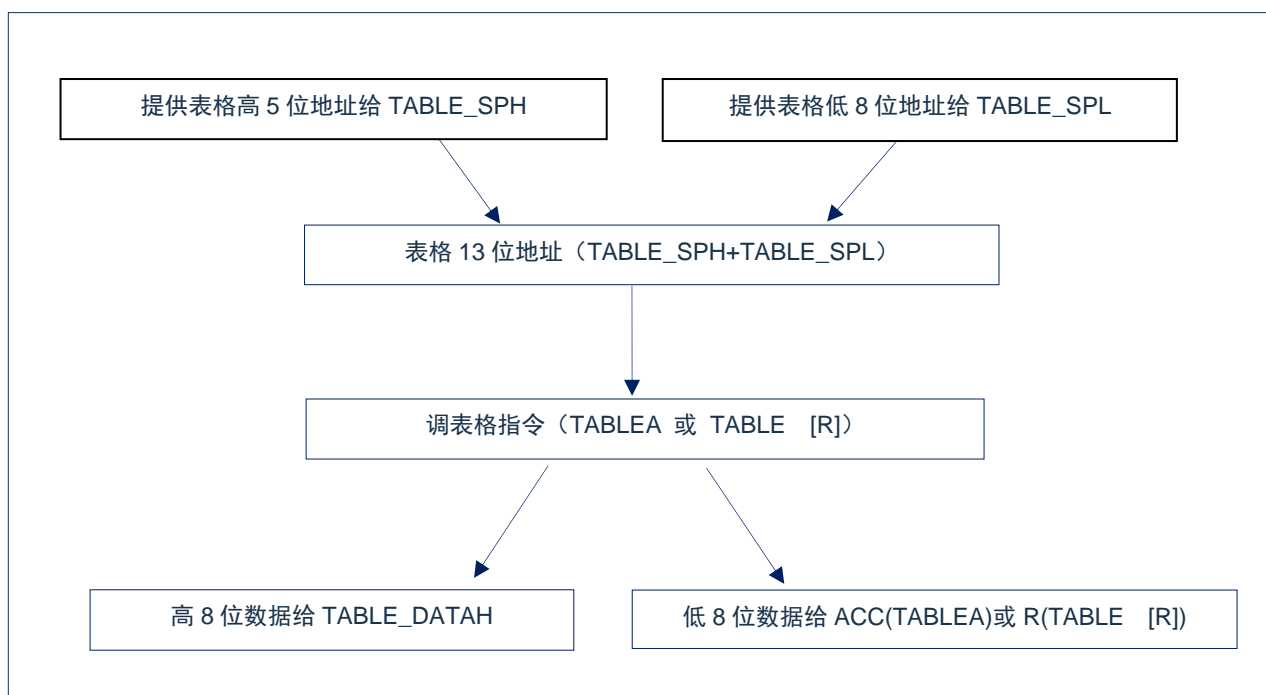 提供表格高 5 位地址给 TABLE_SPH
提供表格低 8 位地址给 TABLE_SPL
表格 13 位地址（TABLE_SPH+TABLE_SPL）
调表格指令（TABLEA 或 TABLE [R]）
高 8 位数据给 TABLE_DATAH
低 8 位数据给 ACC(TABLEA)或 R(TABLE [R])